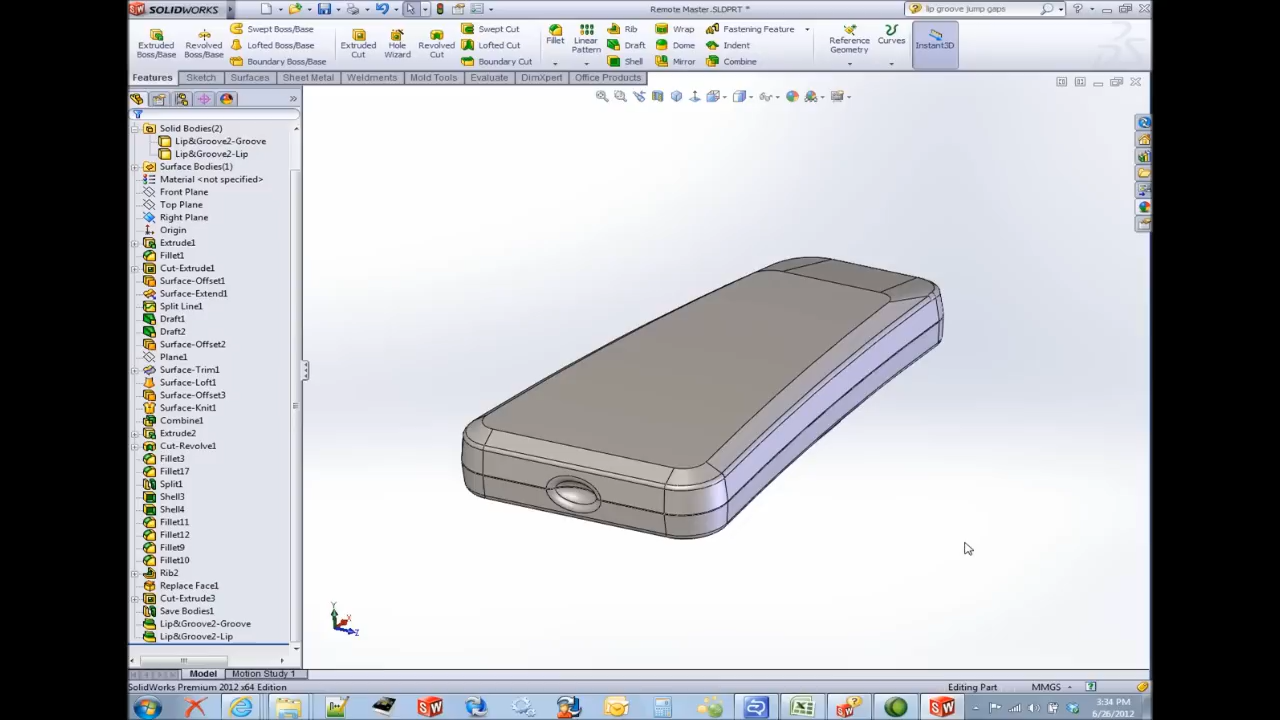 SOLIDWORKS
Remote Master.SLDPRT *
lip groove jump gaps
Extruded Boss/Base
Revolved Boss/Base
Swept Boss/Base
Lofted Boss/Base
Boundary Boss/Base
Extruded Cut
Hole Wizard
Revolved Cut
Swept Cut
Lofted Cut
Boundary Cut
Fillet
Linear Pattern
Rib
Draft
Shell
Wrap
Dome
Mirror
Fastening Feature
Indent
Combine
Reference Geometry
Curves
Instant3D
Features Sketch Surfaces Sheet Metal Weldments Mold Tools Evaluate DimXpert Office Products
Solid Bodies(2)
Lip&Groove2-Groove
Lip&Groove2-Lip
Surface Bodies(1)
Material <not specified>
Front Plane
Top Plane
Right Plane
Origin
Extrude1
Fillet1
Cut-Extrude1
Surface-Offset1
Surface-Extend1
Split Line1
Draft1
Draft2
Surface-Offset2
Plane1
Surface-Trim1
Surface-Loft1
Surface-Offset3
Surface-Knit1
Combine1
Extrude2
Cut-Revolve1
Fillet3
Fillet17
Split1
Shell3
Shell4
Fillet11
Fillet12
Fillet9
Fillet10
Rib2
Replace Face1
Cut-Extrude3
Save Bodies1
Lip&Groove2-Groove
Lip&Groove2-Lip
Y
X
Z
Model Motion Study 1
SolidWorks Premium 2012 x64 Edition
Editing Part
MMGS
3:34 PM
6/26/2012